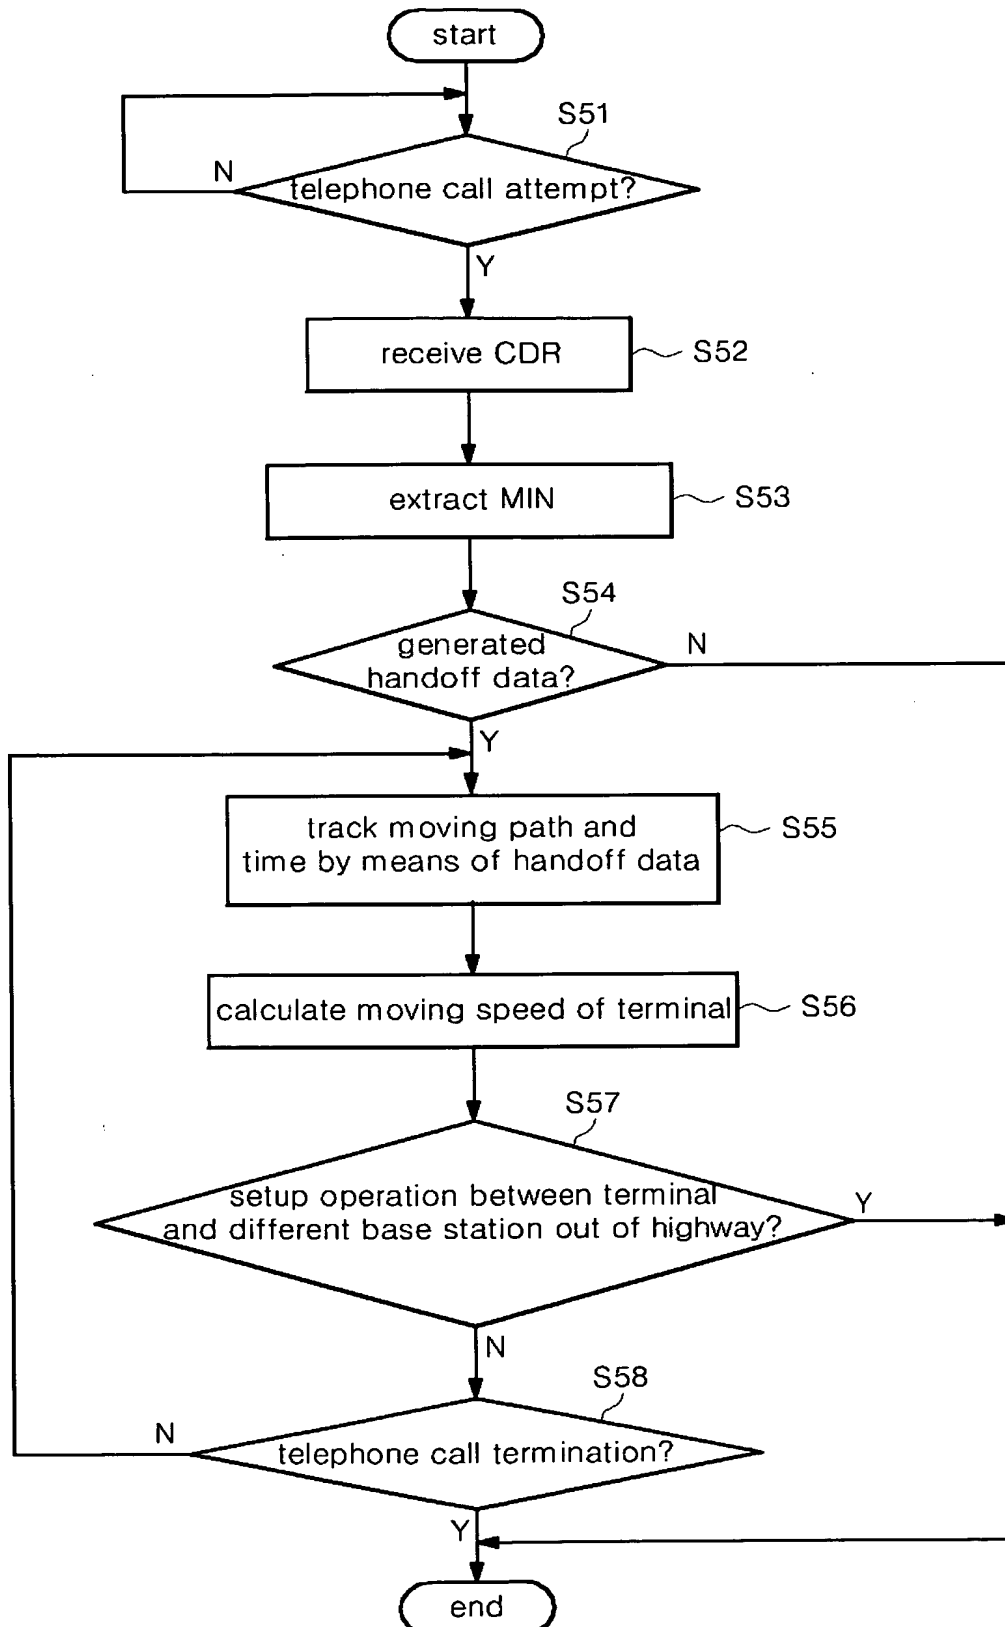 start
S51
N
telephone call attempt?
Y
receive CDR
S52
extract MIN
S53
S54
generated
handoff data?
N
Y
track moving path and
time by means of handoff data
S55
calculate moving speed of terminal
S56
S57
setup operation between terminal
and different base station out of highway?
Y
N
S58
N
telephone call termination?
Y
end